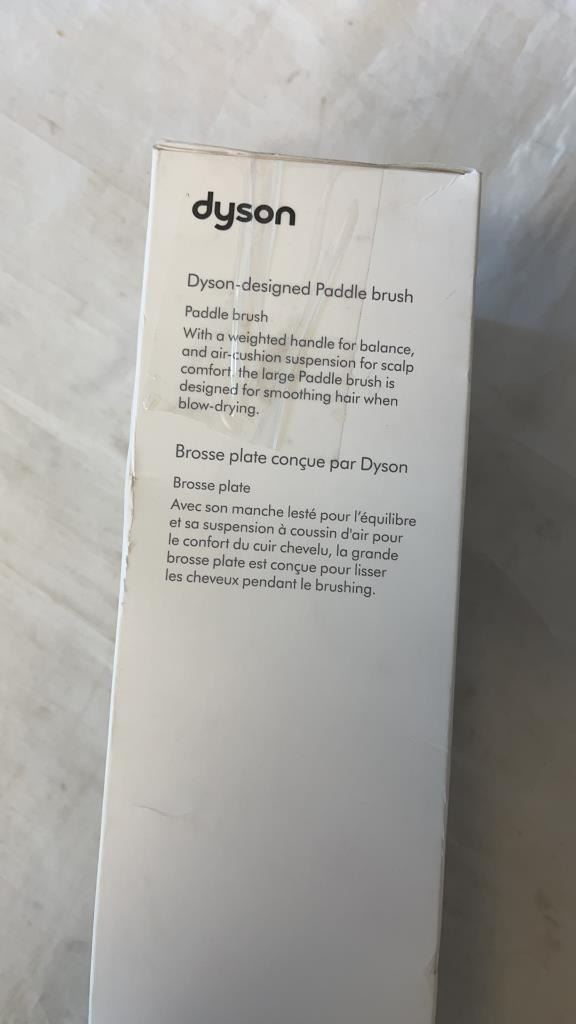 dyson
Dyson-designed Paddle brush
Paddle brush
With a weighted handle for balance,
and air-cushion suspension for scalp
comfort, the large Paddle brush is
designed for smoothing hair when
blow-drying.
Brosse plate conçue par Dyson
Brosse plate
Avec son manche lesté pour l'équilibre
et sa suspension à coussin d'air pour
le confort du cuir chevelu, la grande
brosse plate est conçue pour lisser
les cheveux pendant le brushing.